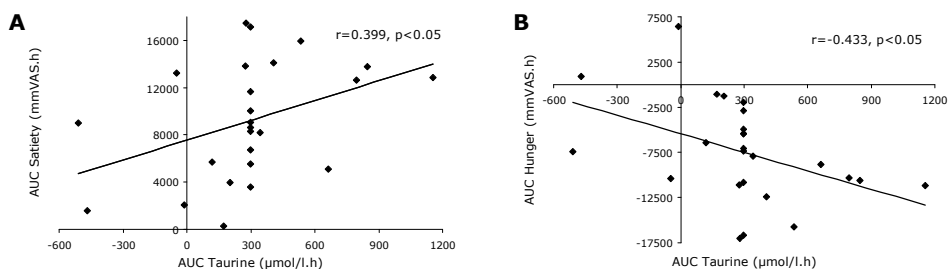 A
AUC Satiety (mmVAS.h)
16000
12000
8000
4000
0
r=0.399, p<0.05
-600 -300 0 300 600 900 1200
AUC Taurine (µmol/l.h)
B
AUC Hunger (mmVAS.h)
7500
2500
-2500
-7500
-12500
-17500
r=-0.433, p<0.05
-600 -300 0 300 600 900 1200
AUC Taurine (µmol/l.h)